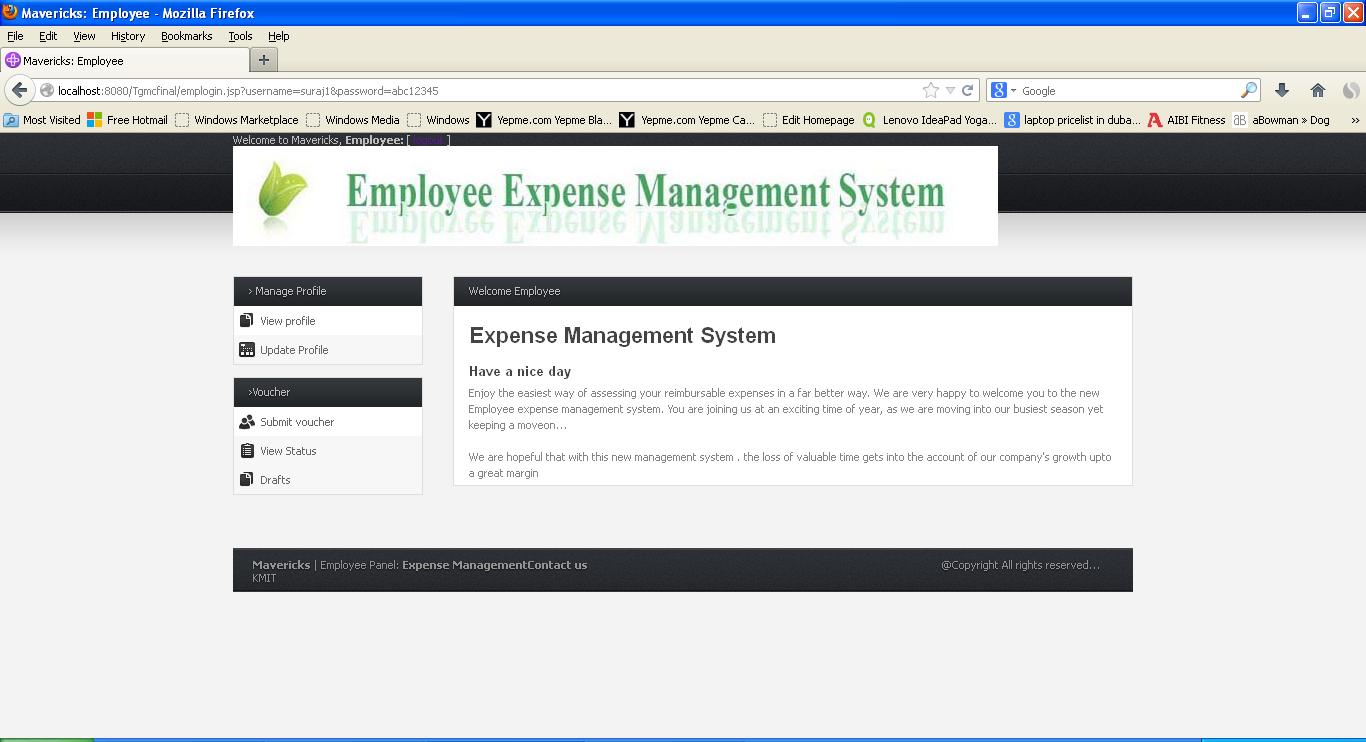 Mavericks: Employee - Mozilla Firefox
File Edit View History Bookmarks Tools Help
Mavericks: Employee
localhost:8080/Tgmcfinal/emplogin.jsp?username=suraj1&password=abc12345
Google
Most Visited Free Hotmail Windows Marketplace Windows Media Windows Yepme.com Yepme Bla... Yepme.com Yepme Ca... Edit Homepage Lenovo IdeaPad Yoga... laptop pricelist in duba... AIBI Fitness aBowman » Dog »
Welcome to Mavericks, Employee: [ logout ]
Employee Expense Management System
> Manage Profile
View profile
Update Profile
>Voucher
Submit voucher
View Status
Drafts
Welcome Employee
Expense Management System
Have a nice day
Enjoy the easiest way of assessing your reimbursable expenses in a far better way. We are very happy to welcome you to the new
Employee expense management system. You are joining us at an exciting time of year, as we are moving into our busiest season yet
keeping a moveon...
We are hopeful that with this new management system . the loss of valuable time gets into the account of our company's growth upto
a great margin
Mavericks | Employee Panel: Expense ManagementContact us
KMIT
@Copyright All rights reserved...